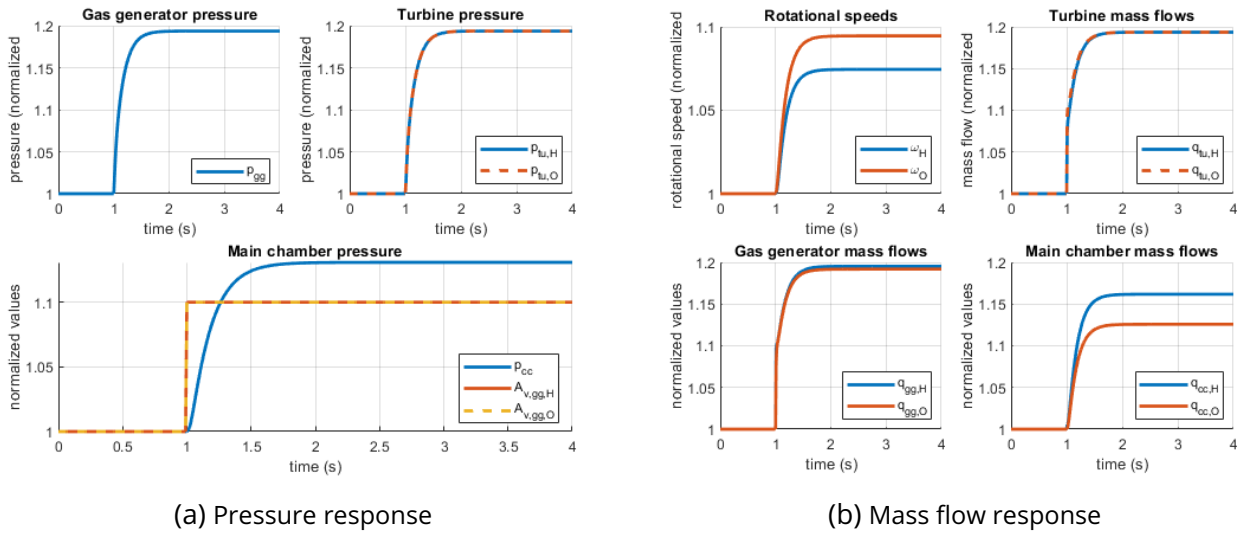 Gas generator pressure
pressure (normalized
1.2
1.15
1.1
1.05
1
p_gg
0 1 2 3 4
time (s)
Turbine pressure
pressure (normalized
1.2
1.15
1.1
1.05
1
p_tu,H
p_tu,O
0 1 2 3 4
time (s)
Main chamber pressure
normalized values
1.1
1.05
1
p_cc
A_v,gg,H
A_v,gg,O
0 0.5 1 1.5 2 2.5 3 3.5 4
time (s)
(a) Pressure response
Rotational speeds
rotational speed (normalized
1.1
1.05
1
ω_H
ω_O
0 1 2 3 4
time (s)
Turbine mass flows
mass flow (normalized
1.2
1.15
1.1
1.05
1
q_tu,H
q_tu,O
0 1 2 3 4
time (s)
Gas generator mass flows
normalized values
1.2
1.15
1.1
1.05
1
q_gg,H
q_gg,O
0 1 2 3 4
time (s)
Main chamber mass flows
normalized values
1.2
1.15
1.1
1.05
1
q_cc,H
q_cc,O
0 1 2 3 4
time (s)
(b) Mass flow response